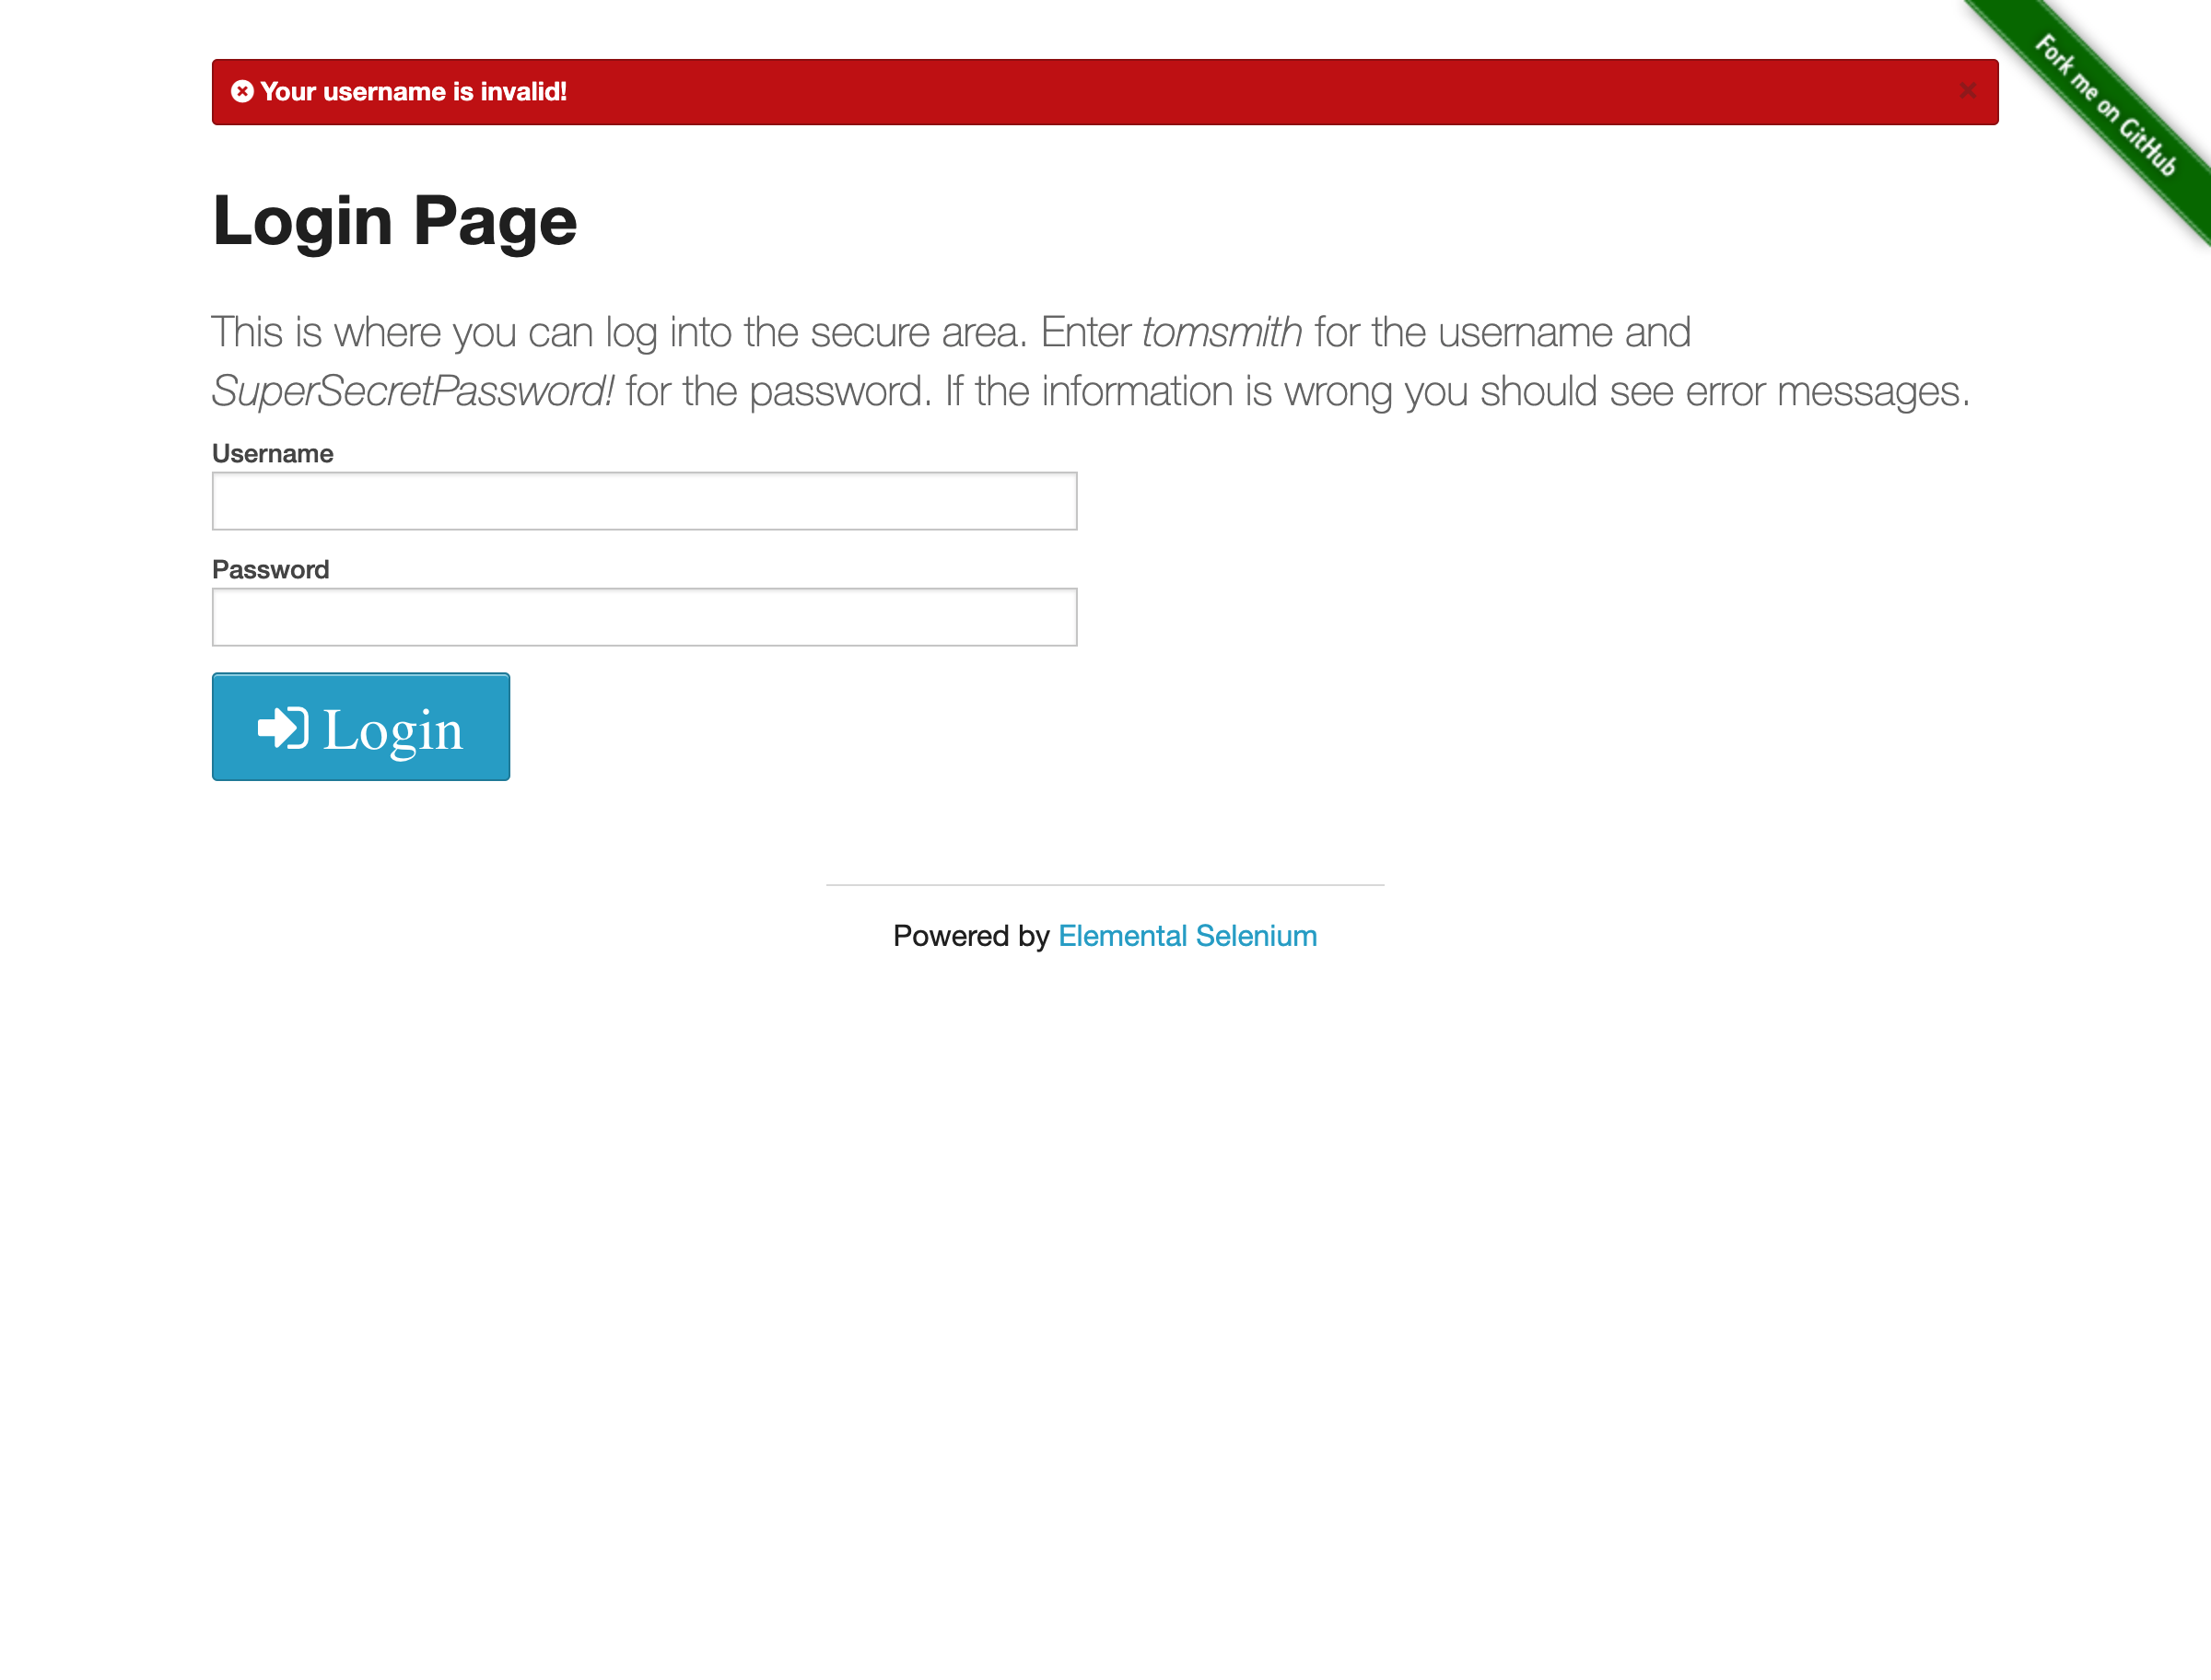 Your username is invalid!
×
Fork me on GitHub
Login Page
This is where you can log into the secure area. Enter tomsmith for the username and
SuperSecretPassword! for the password. If the information is wrong you should see error messages.
Username
Password
Login
Powered by Elemental Selenium